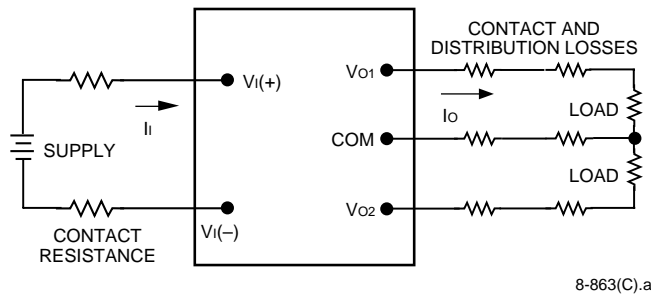 CONTACT AND
DISTRIBUTION LOSSES
VI(+)
VO1
II
IO
LOAD
SUPPLY
COM
LOAD
VI(–)
VO2
CONTACT
RESISTANCE
8-863(C).a